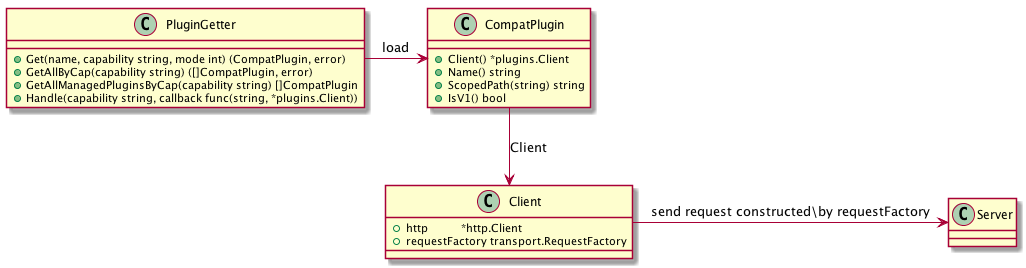 C PluginGetter
Get(name, capability string, mode int) (CompatPlugin, error)
GetAllByCap(capability string) ([]CompatPlugin, error)
GetAllManagedPluginsByCap(capability string) []CompatPlugin
Handle(capability string, callback func(string, *plugins.Client))
load
C CompatPlugin
Client() *plugins.Client
Name() string
ScopedPath(string) string
IsV1() bool
Client
C Client
http *http.Client
requestFactory transport.RequestFactory
send request constructed\by requestFactory
C Server